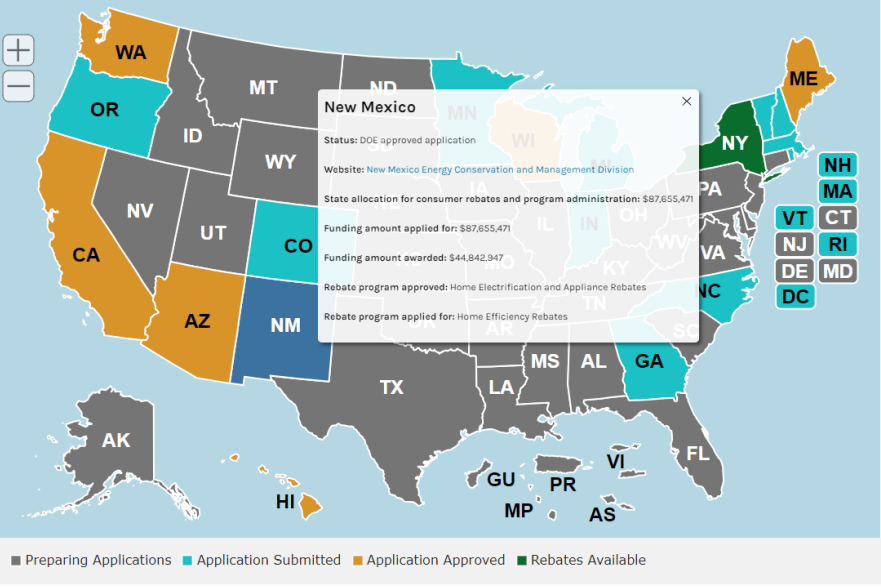 WA
ME
MT
ND
OR
MN
New Mexico
WI
ID
NY
MI
Status: DOE approved application
SD
WY
Website: New Mexico Energy Conservation and Management Division
NH
PA
IA
MA
State allocation for consumer rebates and program administration: $87,655,471
NE
NV
OH
VT
CT
IL
IN
UT
Funding amount applied for: $87,655,471
CO
WV
NJ
RI
CA
VA
Funding amount awarded: $44,842,947
MO
KY
DE
MD
Rebate program approved: Home Electrification and Appliance Rebates
NC
DC
TN
AZ
Rebate program applied for: Home Efficiency Rebates
NM
OK
AR
SC
MS
AL
GA
TX
LA
AK
FL
VI
GU
PR
HI
MP
AS
Preparing Applications
Application Submitted
Application Approved
Rebates Available